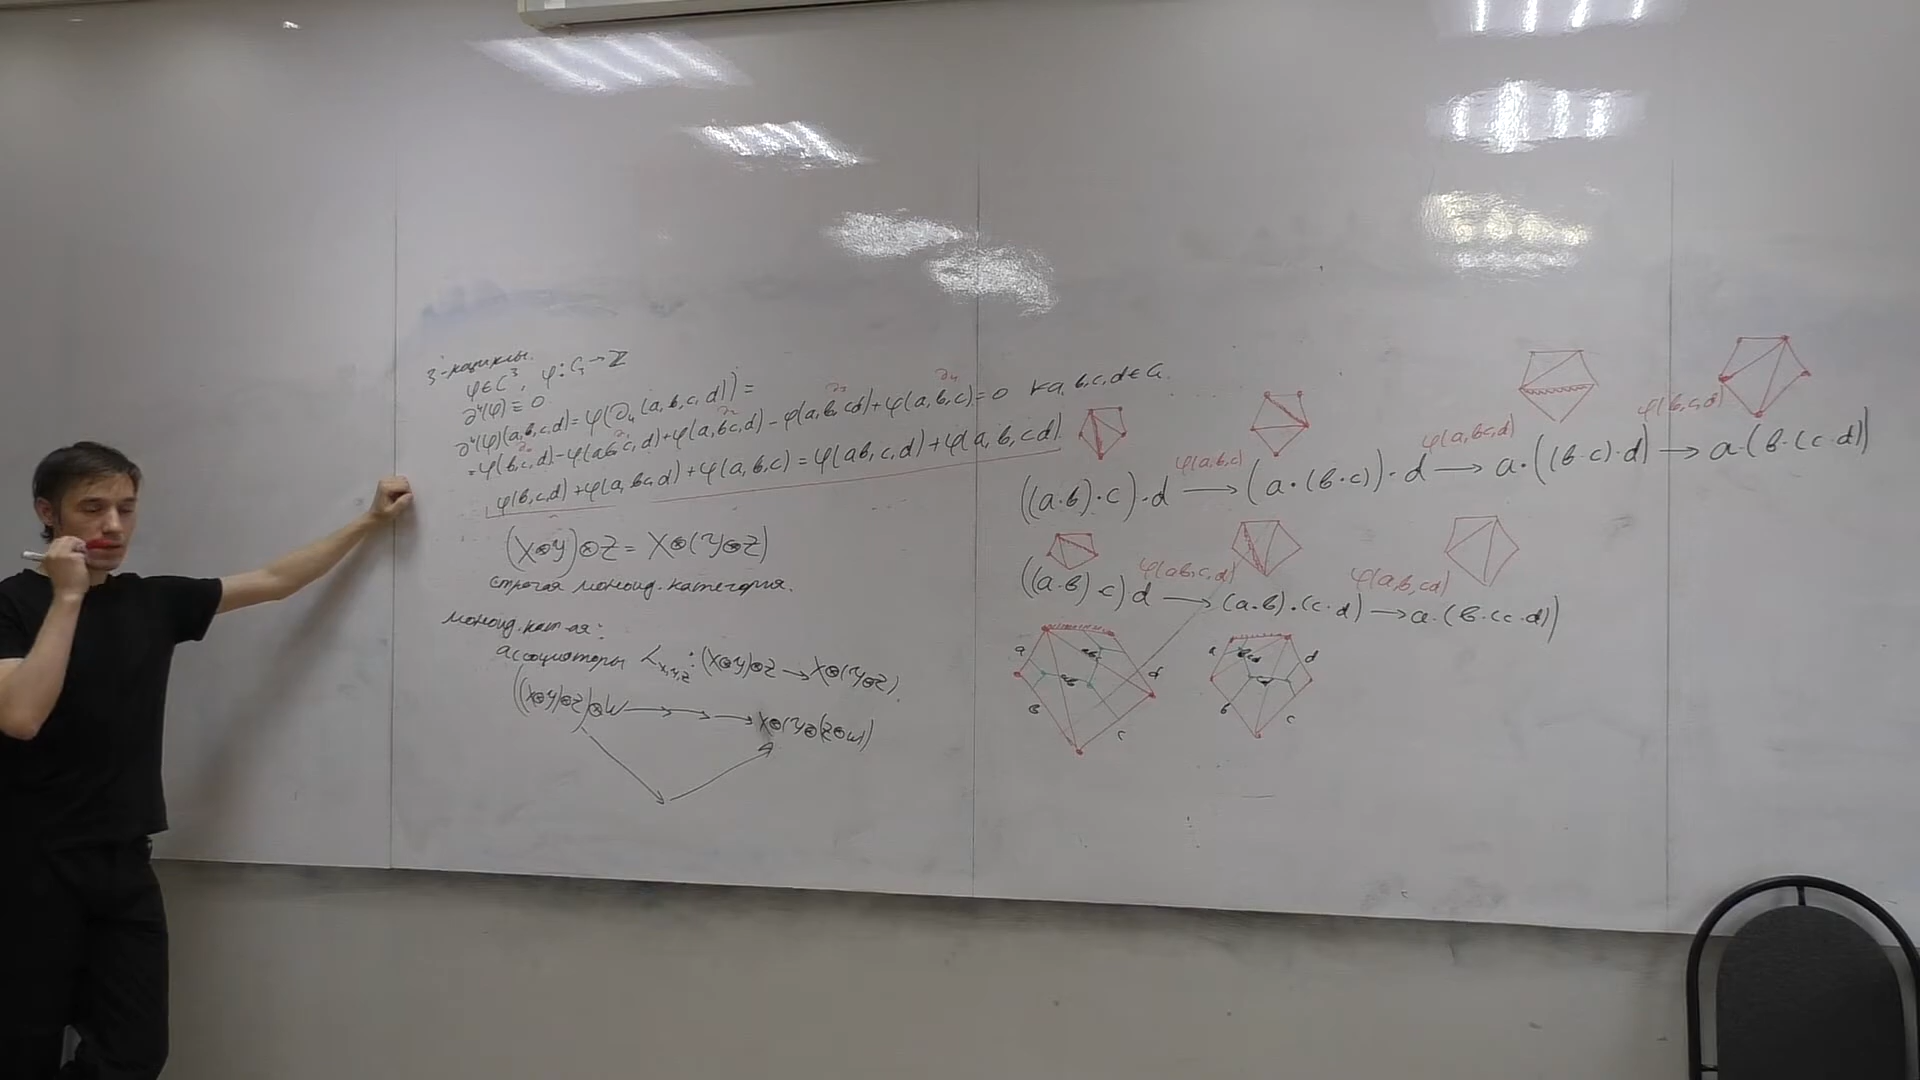 3-коциклы.
φ∈C³, φ: C₃→ℤ
∂⁴(φ) = 0
∂⁴(φ)(a,b,c,d) = φ(∂₄(a,b,c,d)) =
= φ(b,c,d) - φ(ab,c,d) + φ(a,bc,d) - φ(a,b,cd) + φ(a,b,c) = 0 ∀a,b,c,d∈G.
φ(b,c,d) + φ(a,bc,d) + φ(a,b,c) = φ(ab,c,d) + φ(a,b,cd)
(X⊗Y)⊗Z = X⊗(Y⊗Z)
строгая моноид. категория.
моноид. кат-ая:
ассоциаторы α_{X,Y,Z} : (X⊗Y)⊗Z → X⊗(Y⊗Z).
((X⊗Y)⊗Z)⊗W → → → X⊗(Y⊗(Z⊗W))
φ(a,b,c) φ(a,bc,d) φ(b,c,d)
((a·b)·c)·d → (a·(b·c))·d → a·((b·c)·d) → a·(b·(c·d))
φ(ab,c,d) φ(a,b,cd)
((a·b)·c)d → (a·b)·(c·d) → a·(b·(c·d))
a d
b c
a d
b c